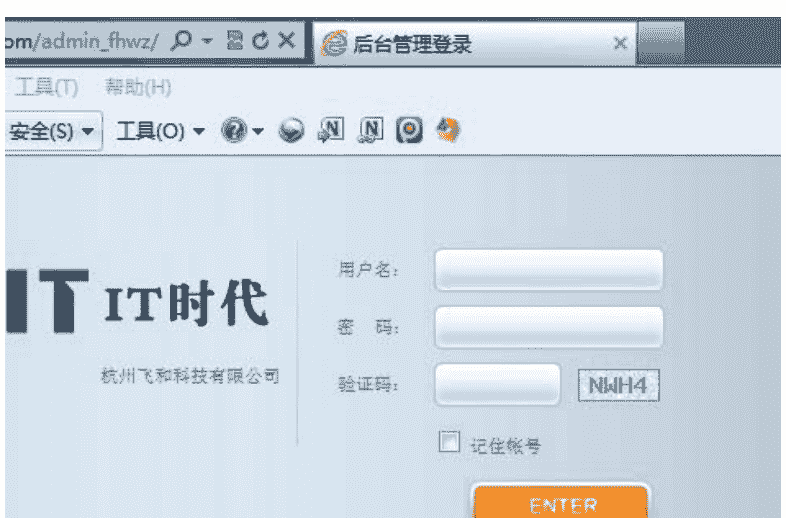 om/admin_fhwz/ 后台管理登录
工具(T) 帮助(H)
安全(S) 工具(O)
IT IT时代
杭州飞和科技有限公司
用户名:
密 码:
验证码: NWH4
记住帐号
ENTER